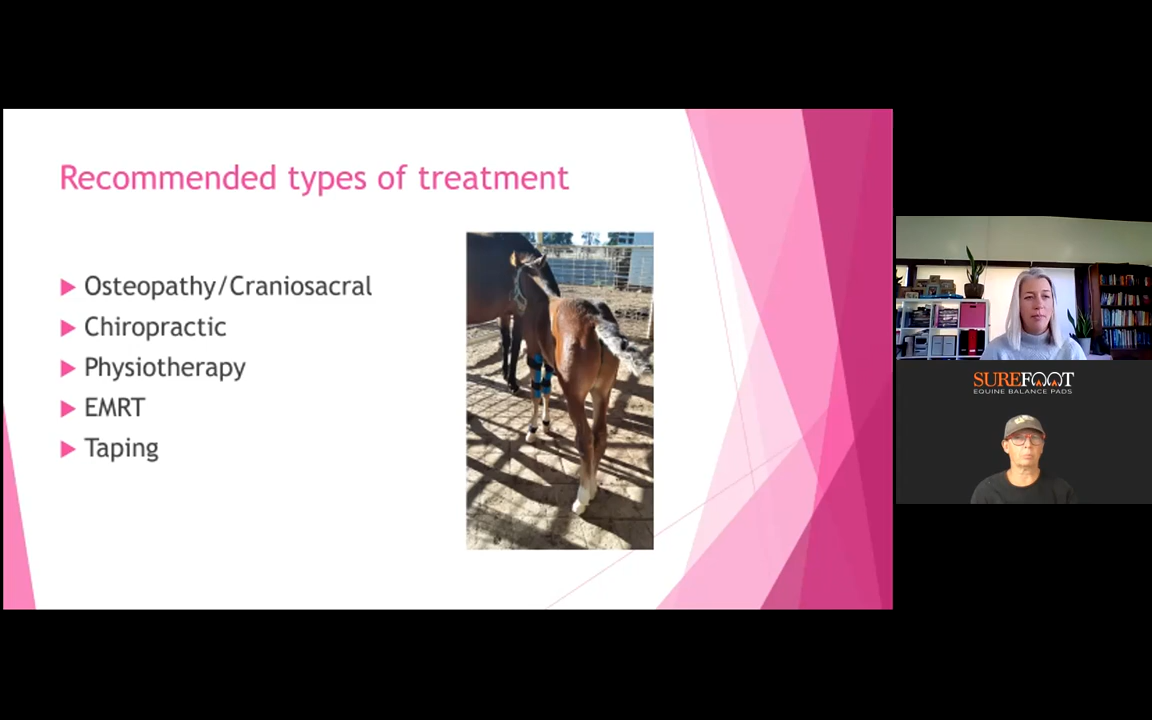 Recommended types of treatment
Osteopathy/Craniosacral
Chiropractic
Physiotherapy
EMRT
Taping
SUREFOOT
EQUINE BALANCE PADS